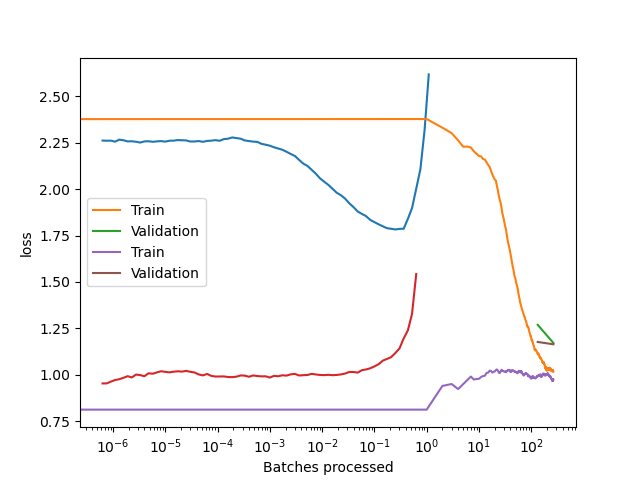 2.50
2.25
2.00
1.75
1.50
1.25
1.00
0.75
loss
Train
Validation
Train
Validation
10⁻⁶ 10⁻⁵ 10⁻⁴ 10⁻³ 10⁻² 10⁻¹ 10⁰ 10¹ 10²
Batches processed